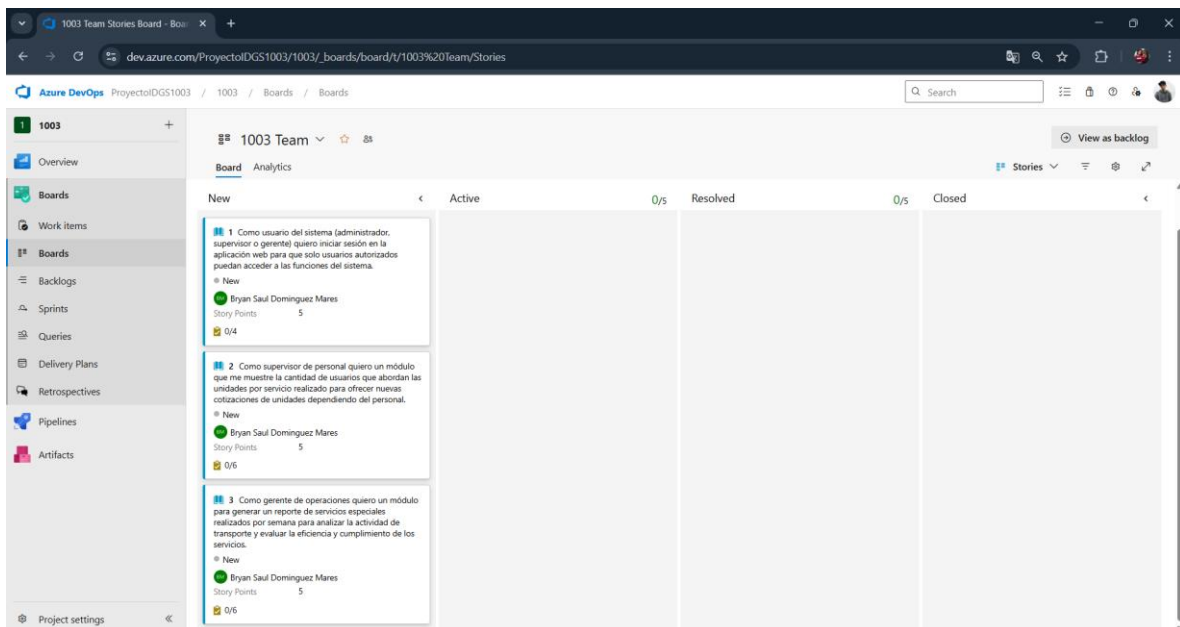 1003 Team Stories Board - Boar
dev.azure.com/ProyectoIDGS1003/1003/_boards/board/t/1003%20Team/Stories
Azure DevOps ProyectoIDGS1003 / 1003 / Boards / Boards
Search
1 1003
1003 Team
View as backlog
Overview
Board Analytics
Stories
Boards
New
Active 0/5
Resolved 0/5
Closed
Work items
Boards
Backlogs
Sprints
Queries
Delivery Plans
Retrospectives
Pipelines
Artifacts
Project settings
1 Como usuario del sistema (administrador,
supervisor o gerente) quiero iniciar sesión en la
aplicación web para que solo usuarios autorizados
puedan acceder a las funciones del sistema.
New
Bryan Saul Dominguez Mares
Story Points 5
0/4
2 Como supervisor de personal quiero un módulo
que me muestre la cantidad de usuarios que abordan las
unidades por servicio realizado para ofrecer nuevas
cotizaciones de unidades dependiendo del personal.
New
Bryan Saul Dominguez Mares
Story Points 5
0/6
3 Como gerente de operaciones quiero un módulo
para generar un reporte de servicios especiales
realizados por semana para analizar la actividad de
transporte y evaluar la eficiencia y cumplimiento de los
servicios.
New
Bryan Saul Dominguez Mares
Story Points 5
0/6